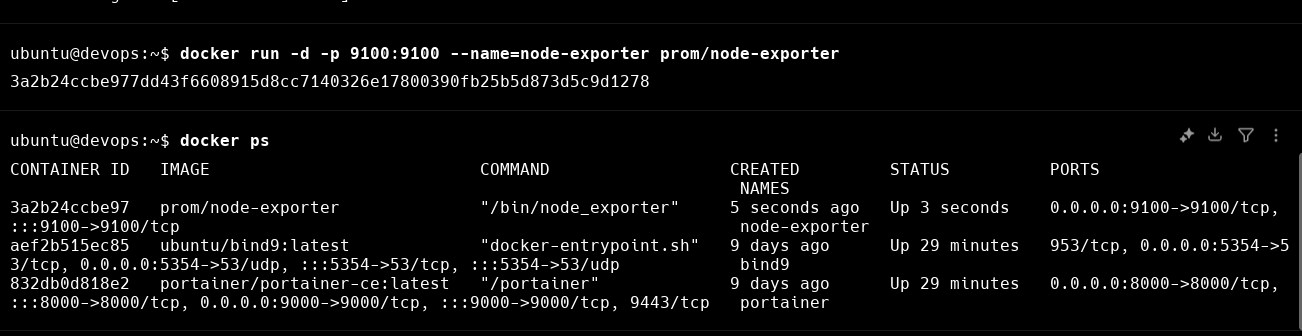 ubuntu@devops:~$ docker run -d -p 9100:9100 --name=node-exporter prom/node-exporter
3a2b24ccbe977dd43f6608915d8cc7140326e17800390fb25b5d873d5c9d1278
ubuntu@devops:~$ docker ps
CONTAINER ID   IMAGE                           COMMAND                  CREATED         STATUS          PORTS
                                                                         NAMES
3a2b24ccbe97   prom/node-exporter              "/bin/node_exporter"     5 seconds ago   Up 3 seconds    0.0.0.0:9100->9100/tcp,
:::9100->9100/tcp                                                        node-exporter
aef2b515ec85   ubuntu/bind9:latest             "docker-entrypoint.sh"   9 days ago      Up 29 minutes   953/tcp, 0.0.0.0:5354->5
3/tcp, 0.0.0.0:5354->53/udp, :::5354->53/tcp, :::5354->53/udp            bind9
832db0d818e2   portainer/portainer-ce:latest   "/portainer"             9 days ago      Up 29 minutes   0.0.0.0:8000->8000/tcp,
:::8000->8000/tcp, 0.0.0.0:9000->9000/tcp, :::9000->9000/tcp, 9443/tcp   portainer